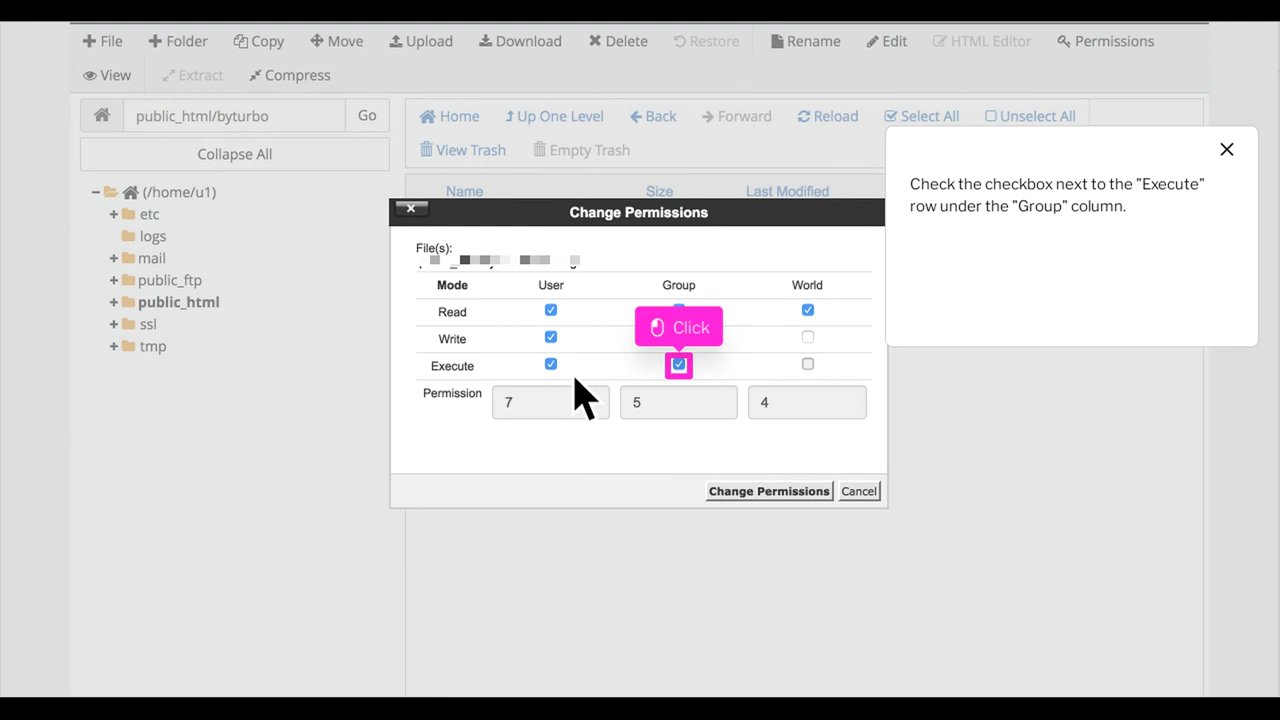 File Folder Copy Move Upload Download Delete Restore Rename Edit HTML Editor Permissions
View Extract Compress
public_html/byturbo Go
Home Up One Level Back Forward Reload Select All Unselect All
View Trash Empty Trash
Collapse All
Name Size Last Modified
(/home/u1)
etc
logs
mail
public_ftp
public_html
ssl
tmp
Change Permissions
File(s):
Mode User Group World
Read
Write
Execute
Click
Permission 7 5 4
Change Permissions Cancel
Check the checkbox next to the "Execute"
row under the "Group" column.